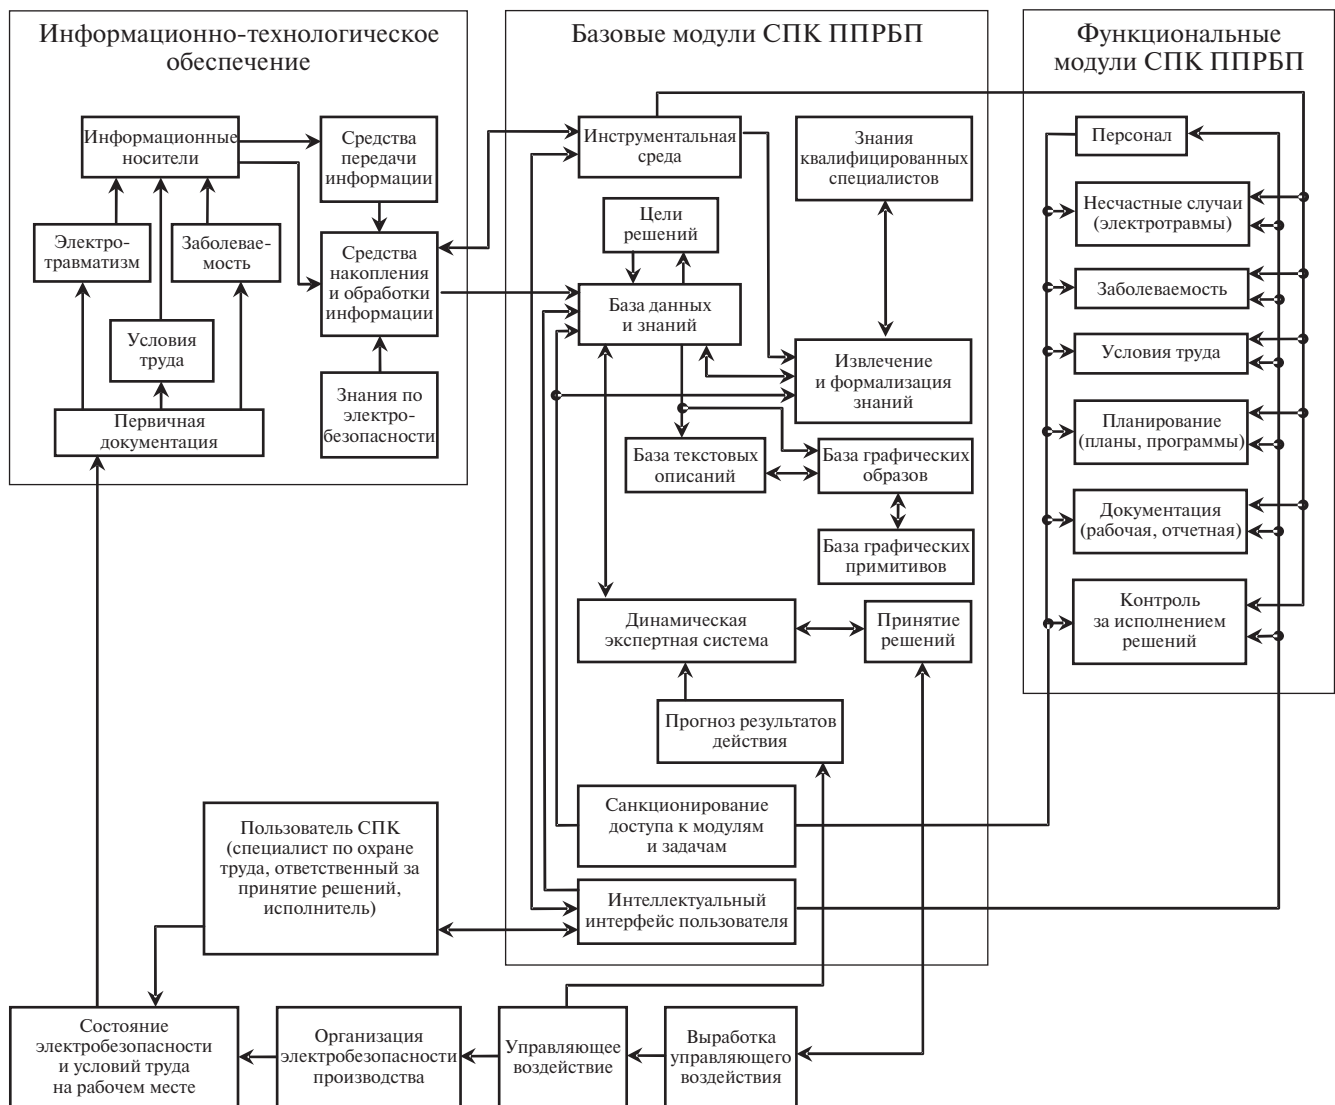 Информационно-технологическое
обеспечение
Информационные
носители
Средства
передачи
информации
Электро-
травматизм
Заболевае-
мость
Средства
накопления
и обработки
информации
Условия
труда
Знания по
электро-
безопасности
Первичная
документация
Базовые модули СПК ППРБП
Инструментальная
среда
Знания
квалифицированных
специалистов
Цели
решений
База данных
и знаний
Извлечение
и формализация
знаний
База текстовых
описаний
База графических
образов
База графических
примитивов
Динамическая
экспертная система
Принятие
решений
Прогноз результатов
действия
Санкционирование
доступа к модулям
и задачам
Интеллектуальный
интерфейс пользователя
Функциональные
модули СПК ППРБП
Персонал
Несчастные случаи
(электротравмы)
Заболеваемость
Условия труда
Планирование
(планы, программы)
Документация
(рабочая, отчетная)
Контроль
за исполнением
решений
Пользователь СПК
(специалист по охране
труда, ответственный за
принятие решений,
исполнитель)
Состояние
электробезопасности
и условий труда
на рабочем месте
Организация
электробезопасности
производства
Управляющее
воздействие
Выработка
управляющего
воздействия